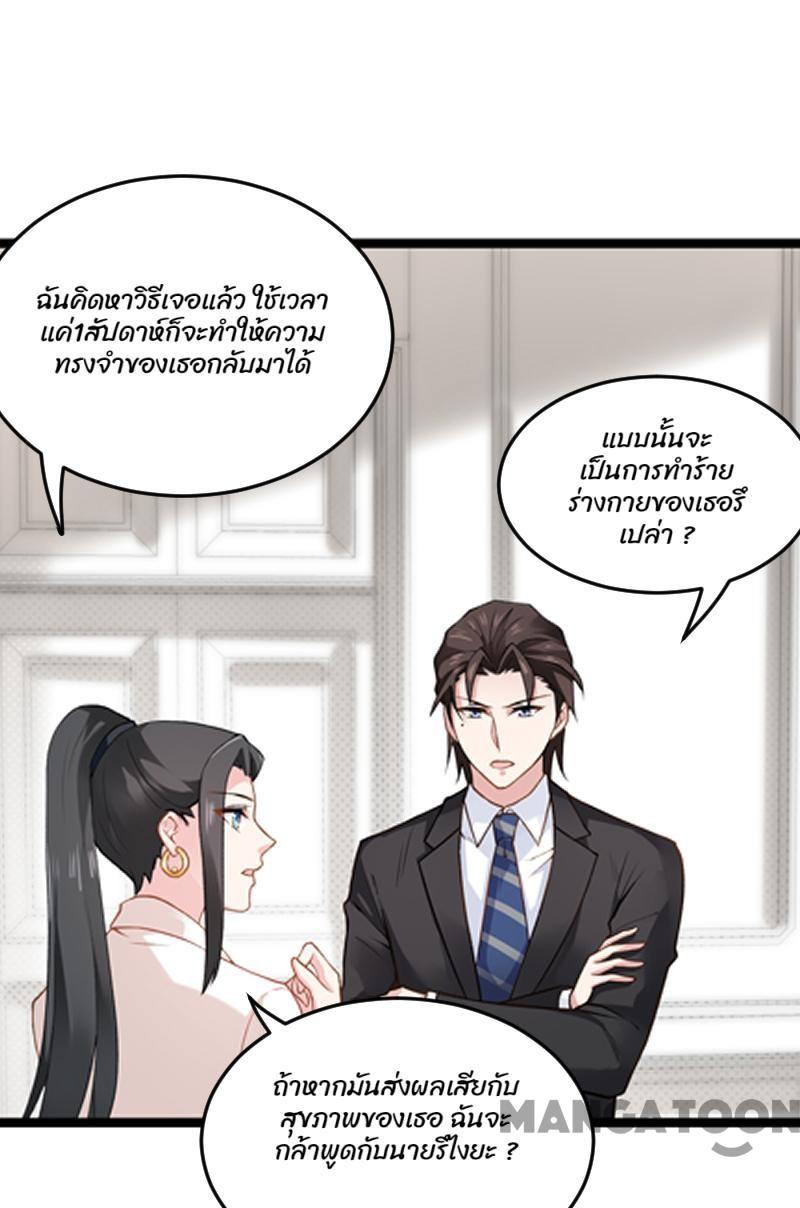 ฉันคิดหาวิธีเจอแล้ว ใช้เวลา
แค่1สัปดาห์ก็จะทำให้ความ
ทรงจำของเธอกลับมาได้
แบบนั้นจะ
เป็นการทำร้าย
ร่างกายของเธอรึ
เปล่า ?
ถ้าหากมันส่งผลเสียกับ
สุขภาพของเธอ ฉันจะ
กล้าพูดกับนายรึไงยะ ?
MANGATOON